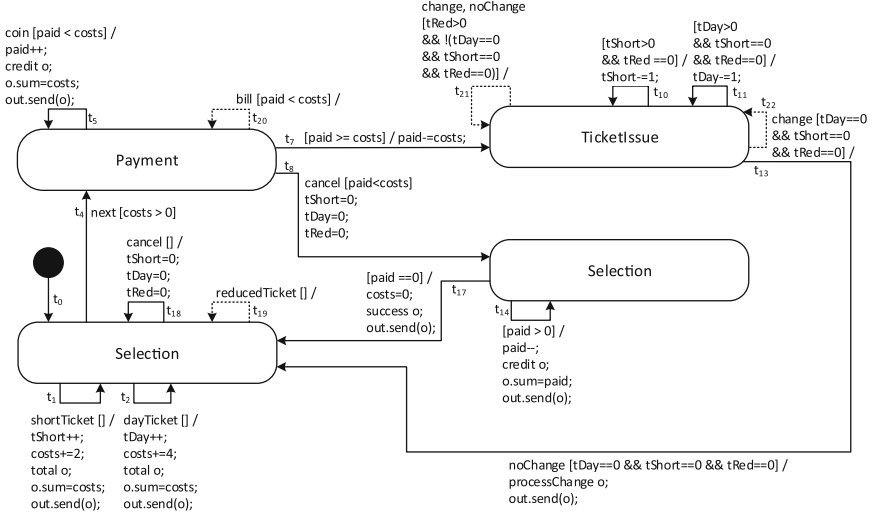 coin [paid < costs] /
paid++;
credit o;
o.sum=costs;
out.send(o);
t5
bill [paid < costs] /
t20
Payment
t7
[paid >= costs] / paid-=costs;
t8
cancel [paid<costs]
tShort=0;
tDay=0;
tRed=0;
change, noChange
[tRed>0
&& !(tDay==0
&& tShort==0
&& tRed==0)] /
t21
[tShort>0
&& tRed ==0] /
tShort-=1;
t10
[tDay>0
&& tShort==0
&& tRed==0] /
tDay-=1;
t11
t22
change [tDay==0
&& tShort==0
&& tRed==0] /
TicketIssue
t13
t4
next [costs > 0]
t0
cancel [] /
tShort=0;
tDay=0;
tRed=0;
t18
reducedTicket [] /
t19
Selection
[paid ==0] /
costs=0;
success o;
out.send(o);
t17
Selection
t14
[paid > 0] /
paid--;
credit o;
o.sum=paid;
out.send(o);
t1
shortTicket [] /
tShort++;
costs+=2;
total o;
o.sum=costs;
out.send(o);
t2
dayTicket [] /
tDay++;
costs+=4;
total o;
o.sum=costs;
out.send(o);
noChange [tDay==0 && tShort==0 && tRed==0] /
processChange o;
out.send(o);